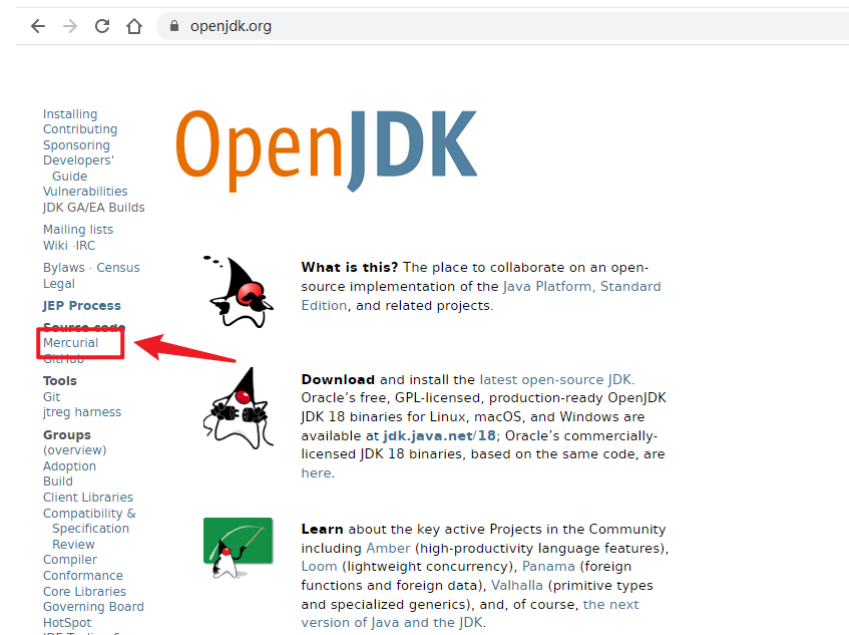 openjdk.org
Installing
Contributing
Sponsoring
Developers'
Guide
Vulnerabilities
JDK GA/EA Builds
Mailing lists
Wiki ·IRC
Bylaws · Census
Legal
JEP Process
Source code
Mercurial
GitHub
Tools
Git
jtreg harness
Groups
(overview)
Adoption
Build
Client Libraries
Compatibility &
Specification
Review
Compiler
Conformance
Core Libraries
Governing Board
HotSpot
OpenJDK
What is this? The place to collaborate on an open-
source implementation of the Java Platform, Standard
Edition, and related projects.
Download and install the latest open-source JDK.
Oracle's free, GPL-licensed, production-ready OpenJDK
JDK 18 binaries for Linux, macOS, and Windows are
available at jdk.java.net/18; Oracle's commercially-
licensed JDK 18 binaries, based on the same code, are
here.
Learn about the key active Projects in the Community
including Amber (high-productivity language features),
Loom (lightweight concurrency), Panama (foreign
functions and foreign data), Valhalla (primitive types
and specialized generics), and, of course, the next
version of Java and the JDK.